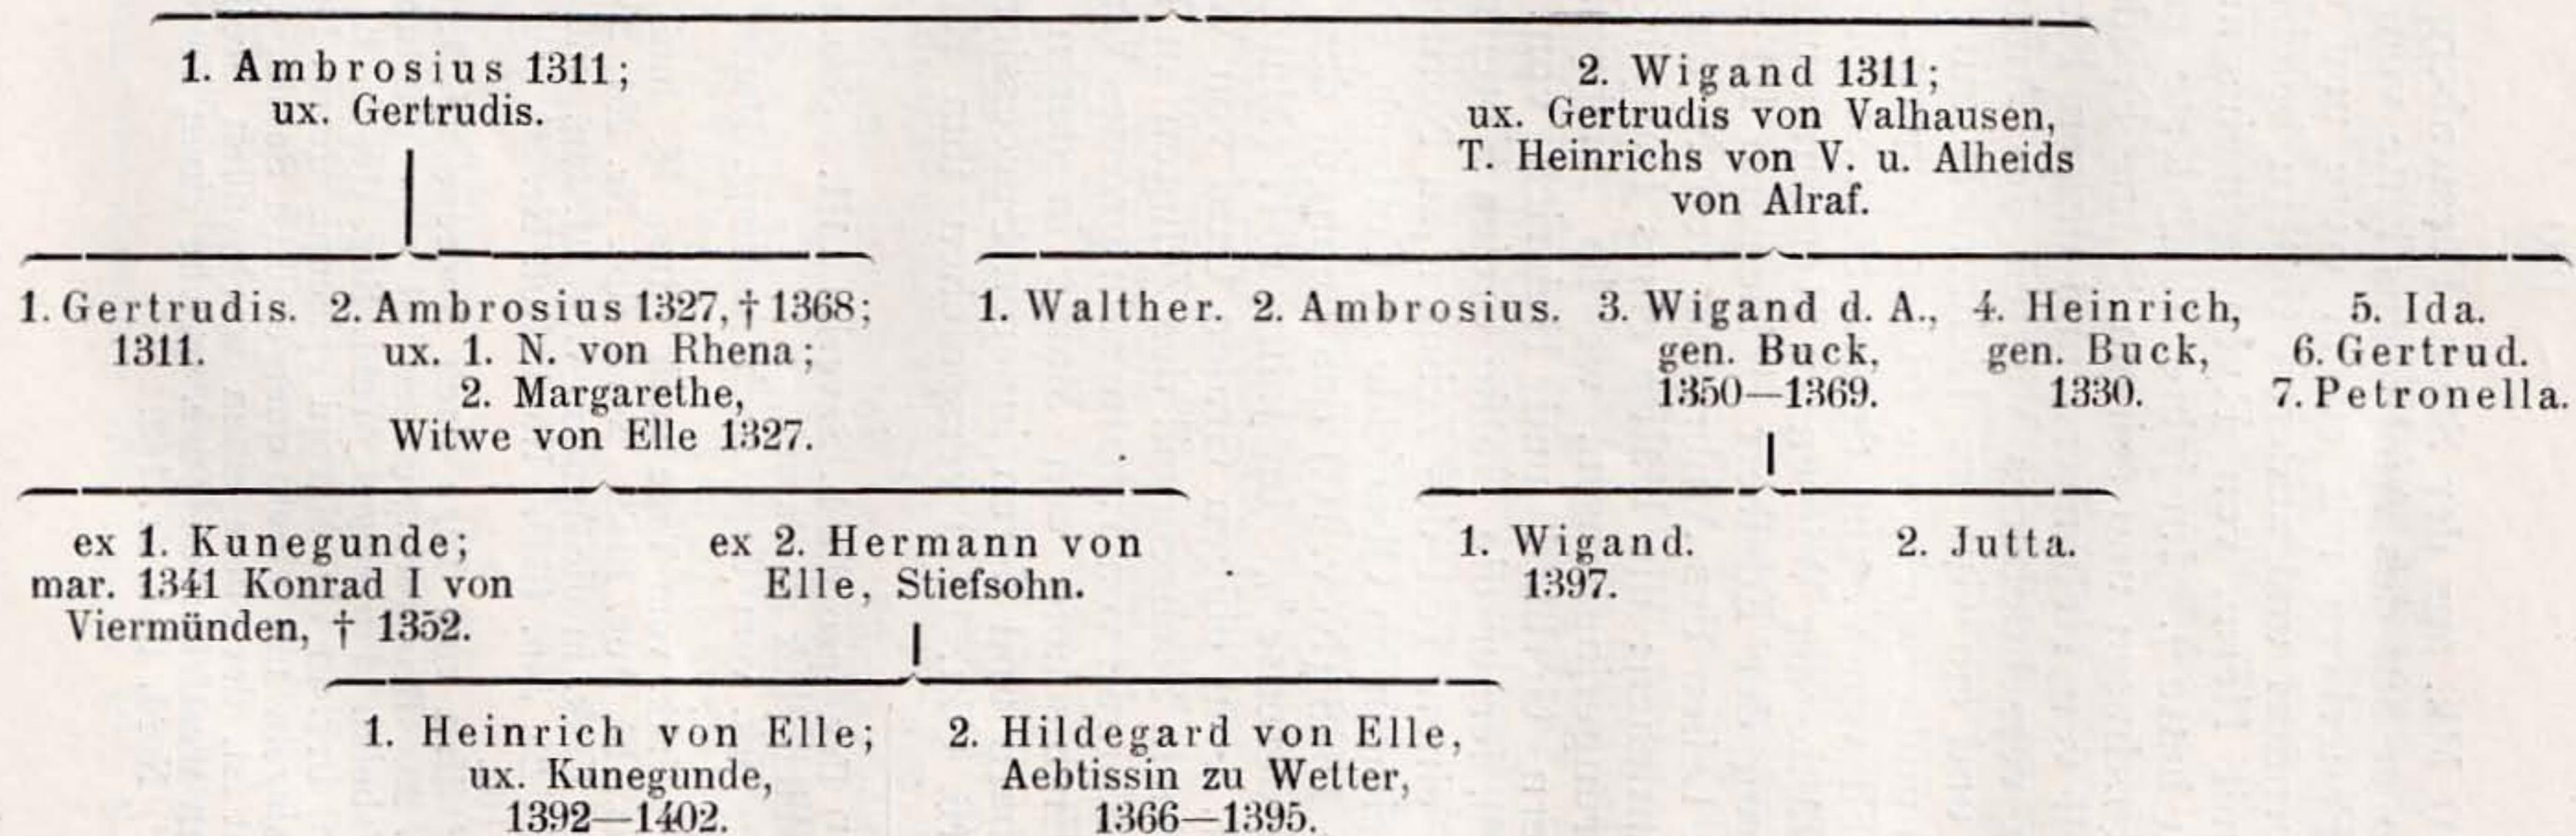 1. Ambrosius 1311;
ux. Gertrudis.
2. Wigand 1311;
ux. Gertrudis von Valhausen,
T. Heinrichs von V. u. Alheids
von Alraf.
1. Gertrudis.
1311.
2. Ambrosius 1327, † 1368;
ux. 1. N. von Rhena;
2. Margarethe,
Witwe von Elle 1327.
1. Walther.
2. Ambrosius.
3. Wigand d. A.,
gen. Buck,
1350—1369.
4. Heinrich,
gen. Buck,
1330.
5. Ida.
6. Gertrud.
7. Petronella.
ex 1. Kunegunde;
mar. 1341 Konrad I von
Viermünden, † 1352.
ex 2. Hermann von
Elle, Stiefsohn.
1. Wigand.
1397.
2. Jutta.
1. Heinrich von Elle;
ux. Kunegunde,
1392—1402.
2. Hildegard von Elle,
Aebtissin zu Wetter,
1366—1395.